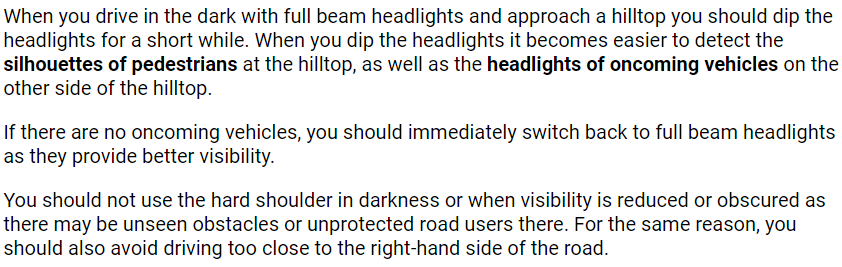 When you drive in the dark with full beam headlights and approach a hilltop you should dip the
headlights for a short while. When you dip the headlights it becomes easier to detect the
silhouettes of pedestrians at the hilltop, as well as the headlights of oncoming vehicles on the
other side of the hilltop.
If there are no oncoming vehicles, you should immediately switch back to full beam headlights
as they provide better visibility.
You should not use the hard shoulder in darkness or when visibility is reduced or obscured as
there may be unseen obstacles or unprotected road users there. For the same reason, you
should also avoid driving too close to the right-hand side of the road.